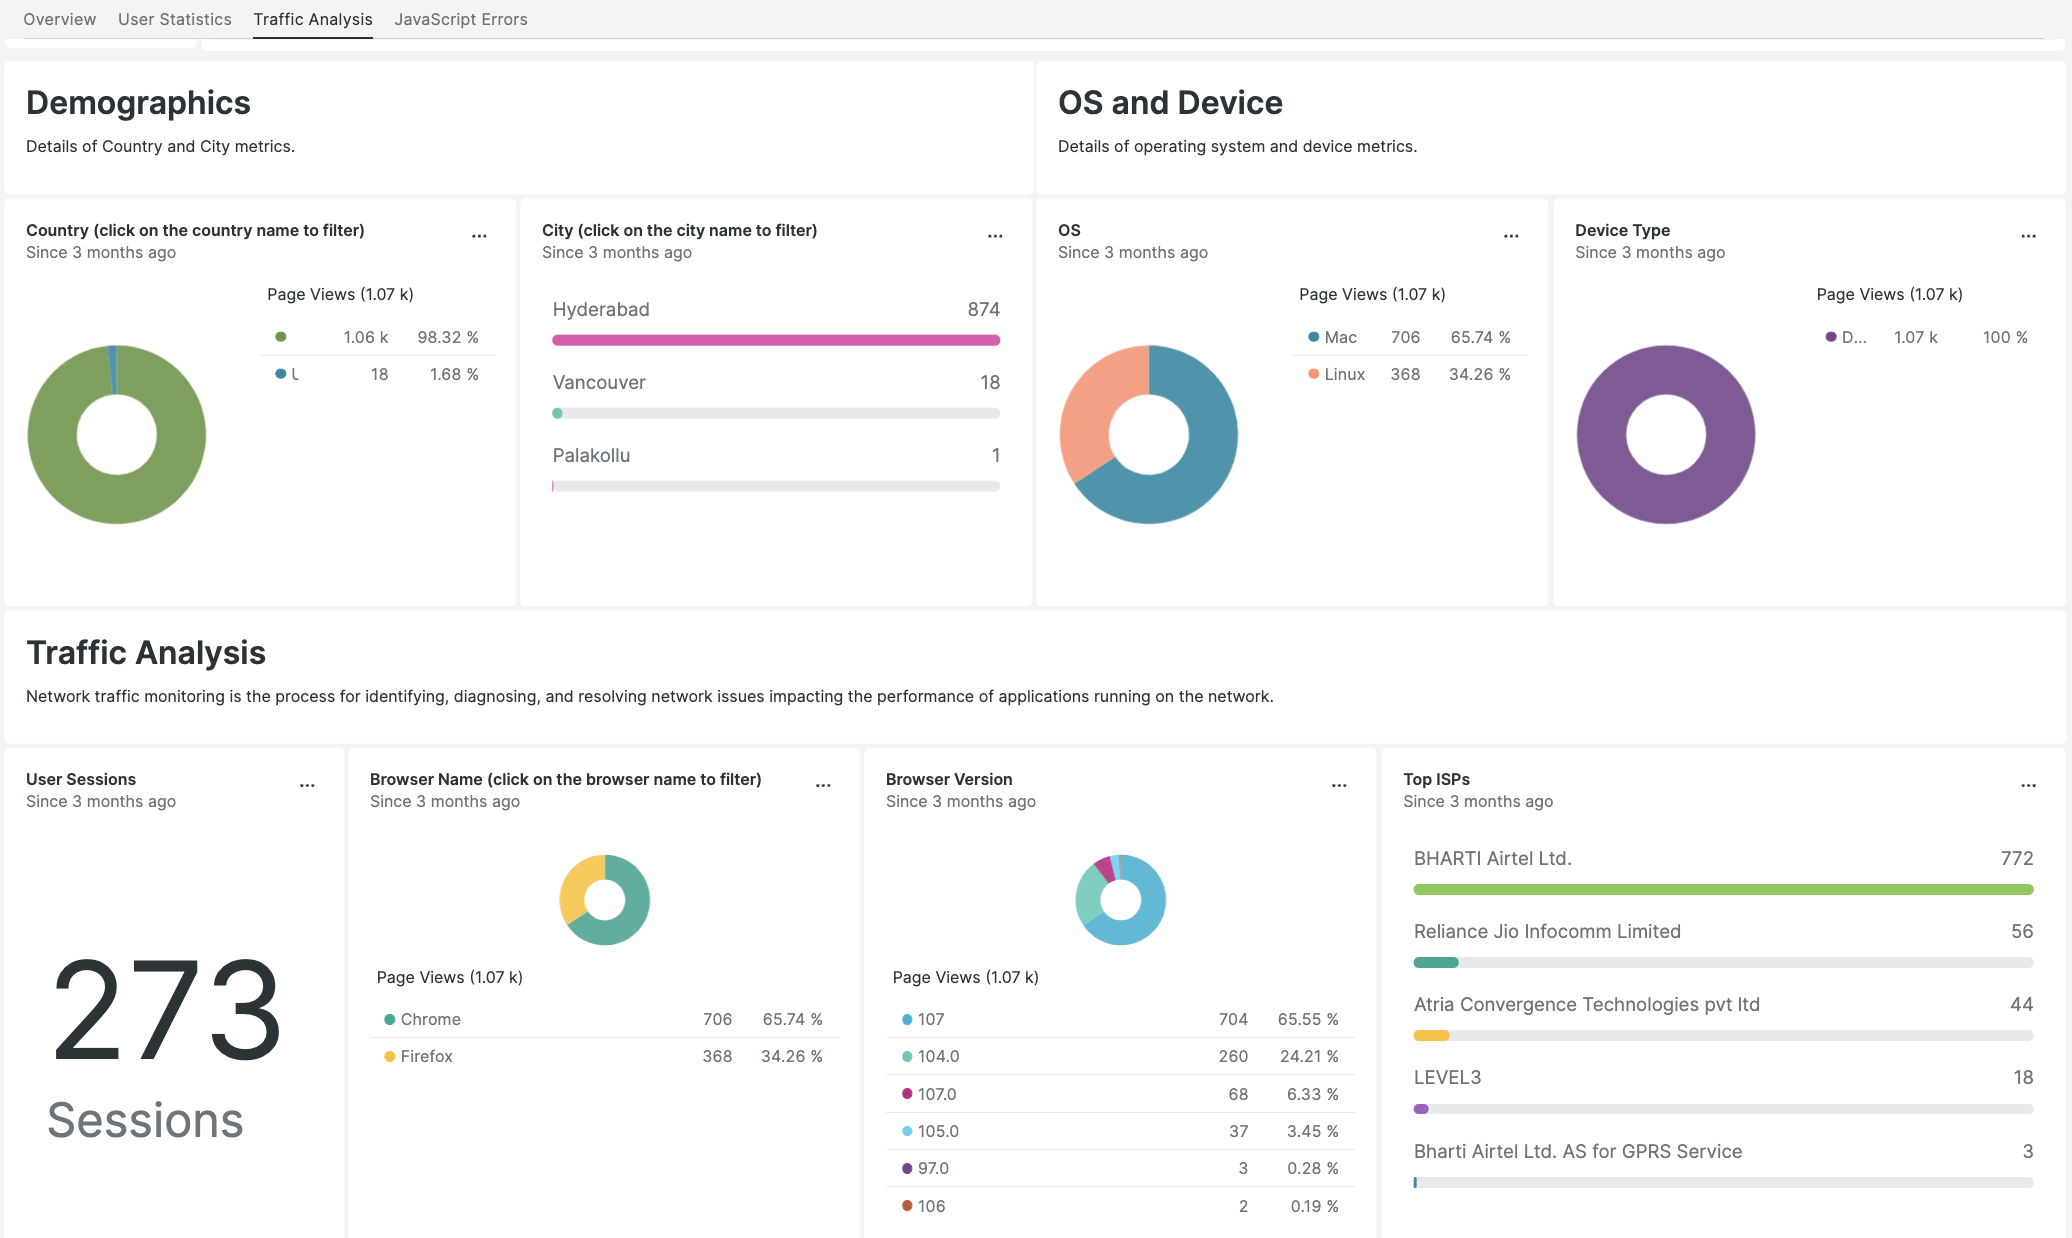 Overview User Statistics Traffic Analysis JavaScript Errors
Demographics
Details of Country and City metrics.
OS and Device
Details of operating system and device metrics.
Country (click on the country name to filter)
Since 3 months ago
...
Page Views (1.07 k)
1.06 k 98.32 %
18 1.68 %
City (click on the city name to filter)
Since 3 months ago
...
Hyderabad 874
Vancouver 18
Palakollu 1
OS
Since 3 months ago
...
Page Views (1.07 k)
Mac 706 65.74 %
Linux 368 34.26 %
Device Type
Since 3 months ago
...
Page Views (1.07 k)
D... 1.07 k 100 %
Traffic Analysis
Network traffic monitoring is the process for identifying, diagnosing, and resolving network issues impacting the performance of applications running on the network.
User Sessions
Since 3 months ago
...
273
Sessions
Browser Name (click on the browser name to filter)
Since 3 months ago
...
Page Views (1.07 k)
Chrome 706 65.74 %
Firefox 368 34.26 %
Browser Version
Since 3 months ago
...
Page Views (1.07 k)
107 704 65.55 %
104.0 260 24.21 %
107.0 68 6.33 %
105.0 37 3.45 %
97.0 3 0.28 %
106 2 0.19 %
Top ISPs
Since 3 months ago
...
BHARTI Airtel Ltd. 772
Reliance Jio Infocomm Limited 56
Atria Convergence Technologies pvt ltd 44
LEVEL3 18
Bharti Airtel Ltd. AS for GPRS Service 3